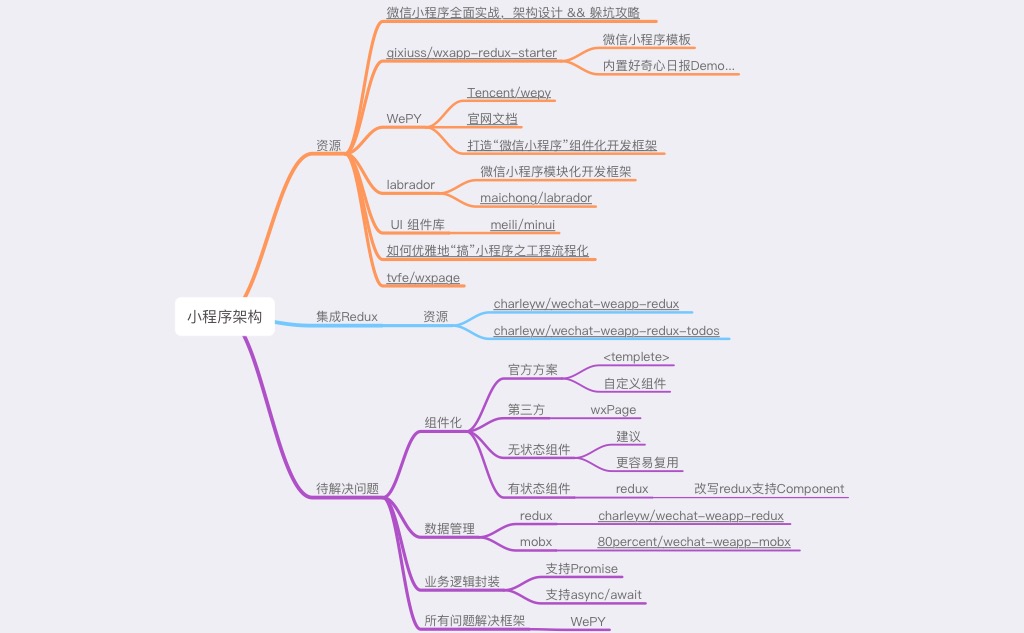 微信小程序全面实战，架构设计 && 躲坑攻略
qixiuss/wxapp-redux-starter
微信小程序模板
内置好奇心日报Demo...
Tencent/wepy
WePY
官网文档
打造“微信小程序”组件化开发框架
资源
微信小程序模块化开发框架
labrador
maichong/labrador
UI 组件库
meili/minui
如何优雅地“搞”小程序之工程流程化
tvfe/wxpage
小程序架构
集成Redux
资源
charleyw/wechat-weapp-redux
charleyw/wechat-weapp-redux-todos
<templete>
官方方案
自定义组件
第三方
wxPage
组件化
建议
无状态组件
更容易复用
有状态组件
redux
改写redux支持Component
待解决问题
redux
charleyw/wechat-weapp-redux
数据管理
mobx
80percent/wechat-weapp-mobx
支持Promise
业务逻辑封装
支持async/await
所有问题解决框架
WePY